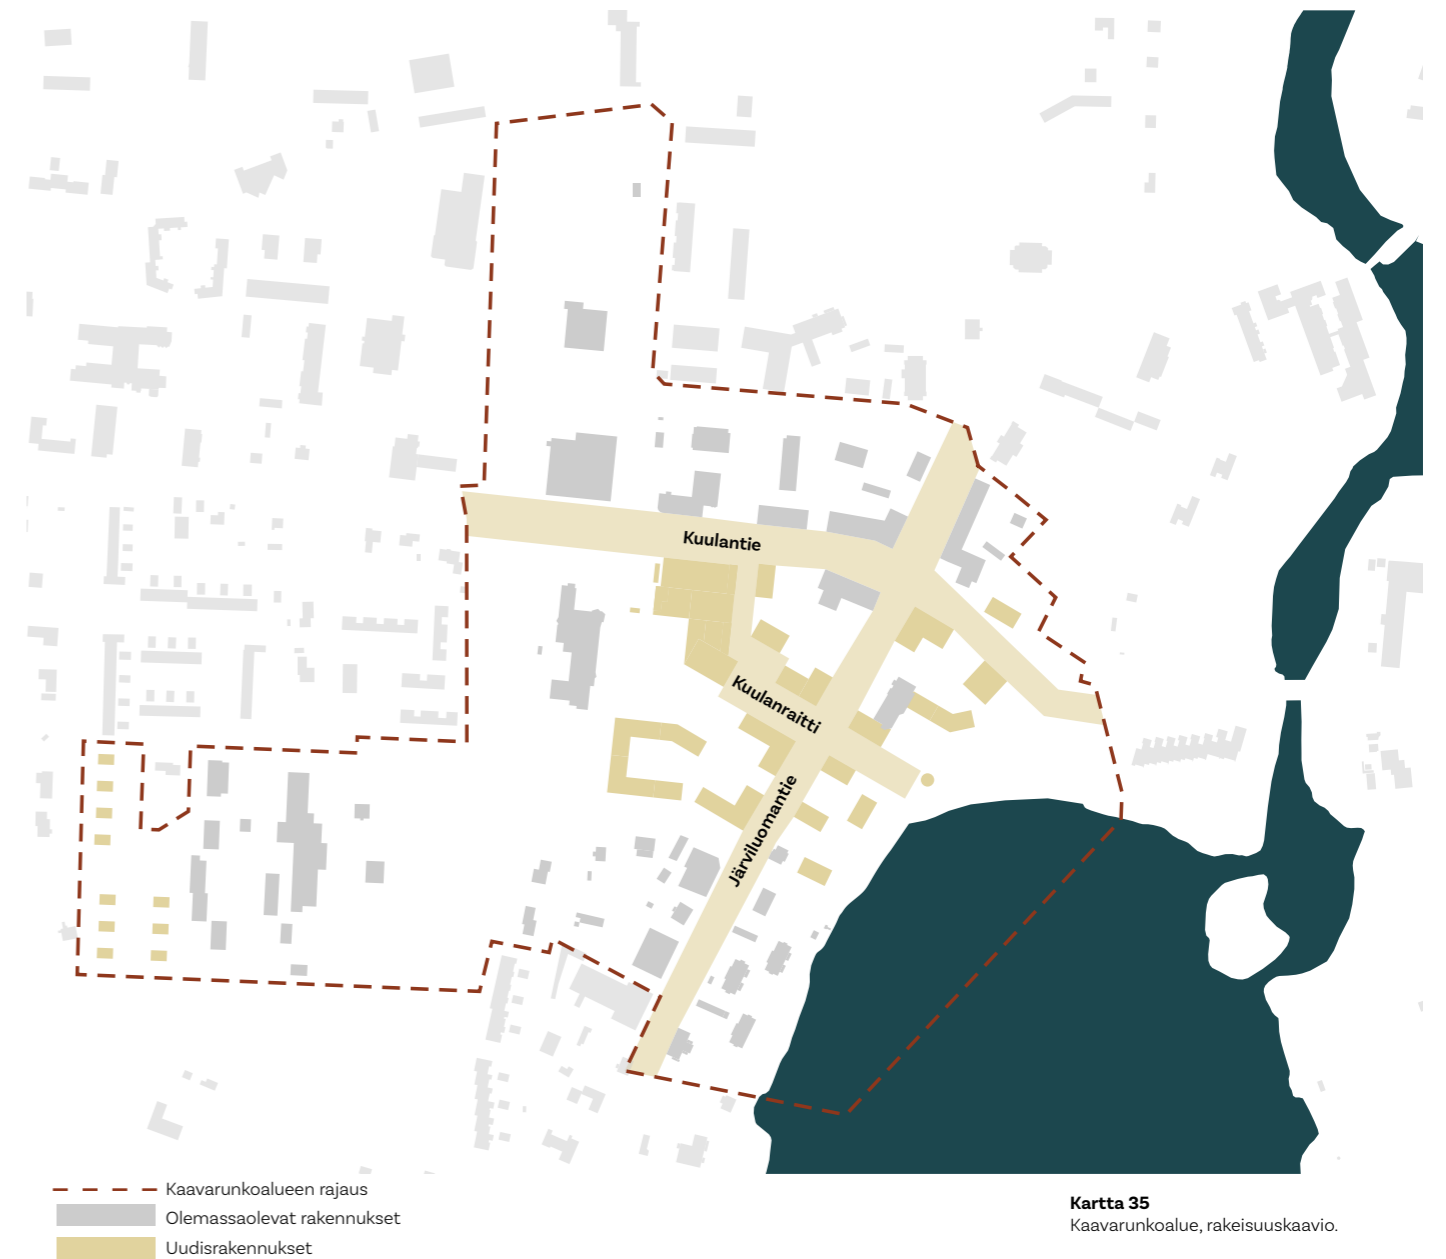 Kuulantie
Kuulanraitti
Järviluomantie
Kaavarunkoalueen rajaus
Olemassaolevat rakennukset
Uudisrakennukset
Kartta 35
Kaavarunkoalue, rakeisuuskaavio.